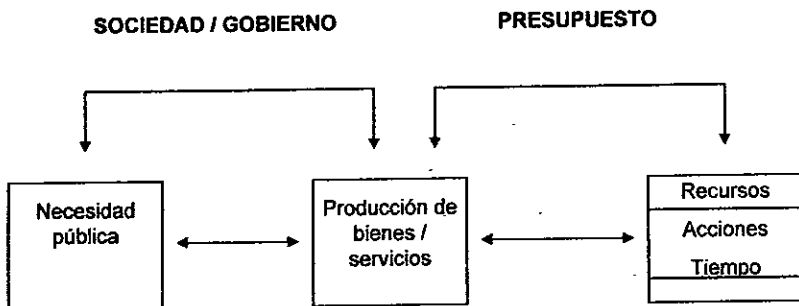 SOCIEDAD / GOBIERNO
PRESUPUESTO
Necesidad
pública
Producción de
bienes /
servicios
Recursos
Acciones
Tiempo